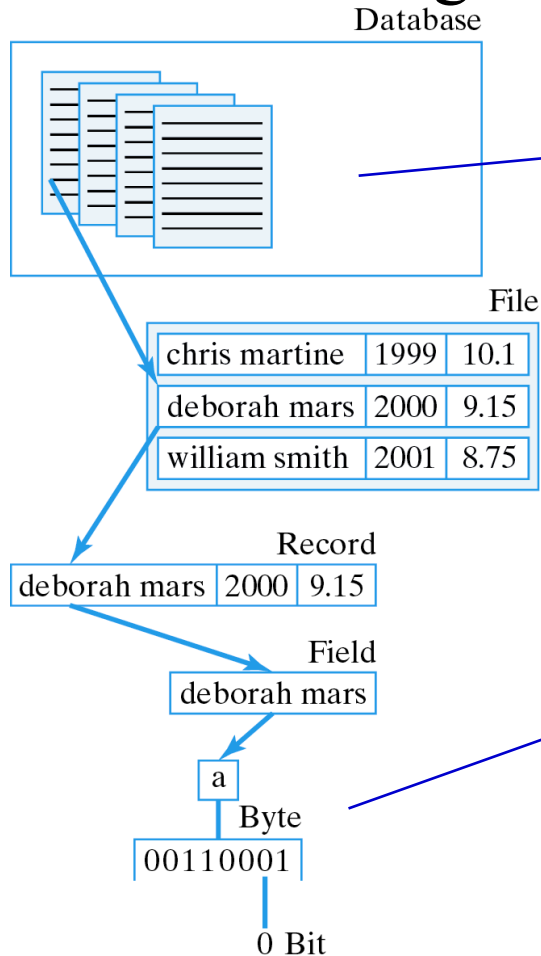 Database
File
chris martine 1999 10.1
deborah mars 2000 9.15
william smith 2001 8.75
Record
deborah mars 2000 9.15
Field
deborah mars
a
Byte
00110001
0 Bit